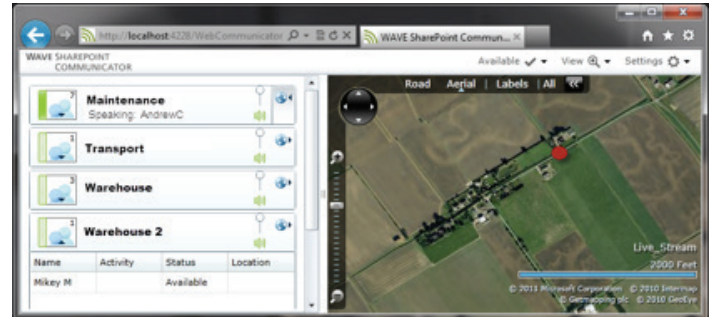 http://localhost:4228/WebCommunicator
WAVE SharePoint Commun...
WAVE SHAREPOINT
COMMUNICATOR
Available
View
Settings
7
Maintenance
Speaking: AndrewC
1
Transport
3
Warehouse
1
Warehouse 2
Name Activity Status Location
Mikey M Available
Road Aerial | Labels | All
Live_Stream
2000 Feet
© 2011 Microsoft Corporation © 2010 Intermap
© Getmapping plc © 2010 GeoEye